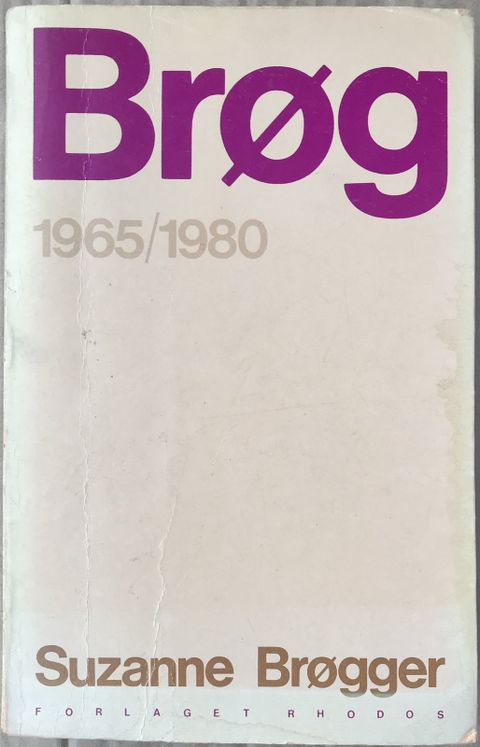 Brøg
1965/1980
Suzanne Brøgger
FORLAGET RHODOS